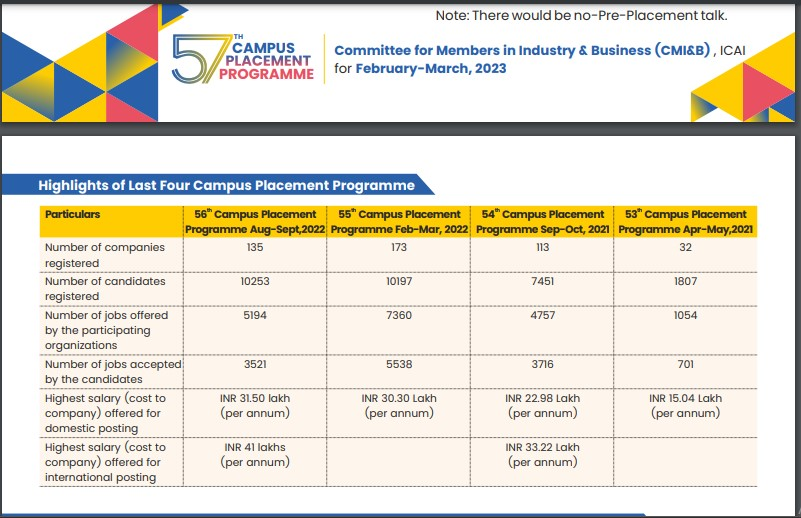 Note: There would be no-Pre-Placement talk.
57TH CAMPUS
PLACEMENT
PROGRAMME
Committee for Members in Industry & Business (CMI&B) , ICAI
for February-March, 2023
Highlights of Last Four Campus Placement Programme
Particulars 56th Campus Placement Programme Aug-Sept,2022 55th Campus Placement Programme Feb-Mar, 2022 54th Campus Placement Programme Sep-Oct, 2021 53th Campus Placement Programme Apr-May,2021
Number of companies registered 135 173 113 32
Number of candidates registered 10253 10197 7451 1807
Number of jobs offered by the participating organizations 5194 7360 4757 1054
Number of jobs accepted by the candidates 3521 5538 3716 701
Highest salary (cost to company) offered for domestic posting INR 31.50 lakh (per annum) INR 30.30 Lakh (per annum) INR 22.98 Lakh (per annum) INR 15.04 Lakh (per annum)
Highest salary (cost to company) offered for international posting INR 41 lakhs (per annum) INR 33.22 Lakh (per annum)